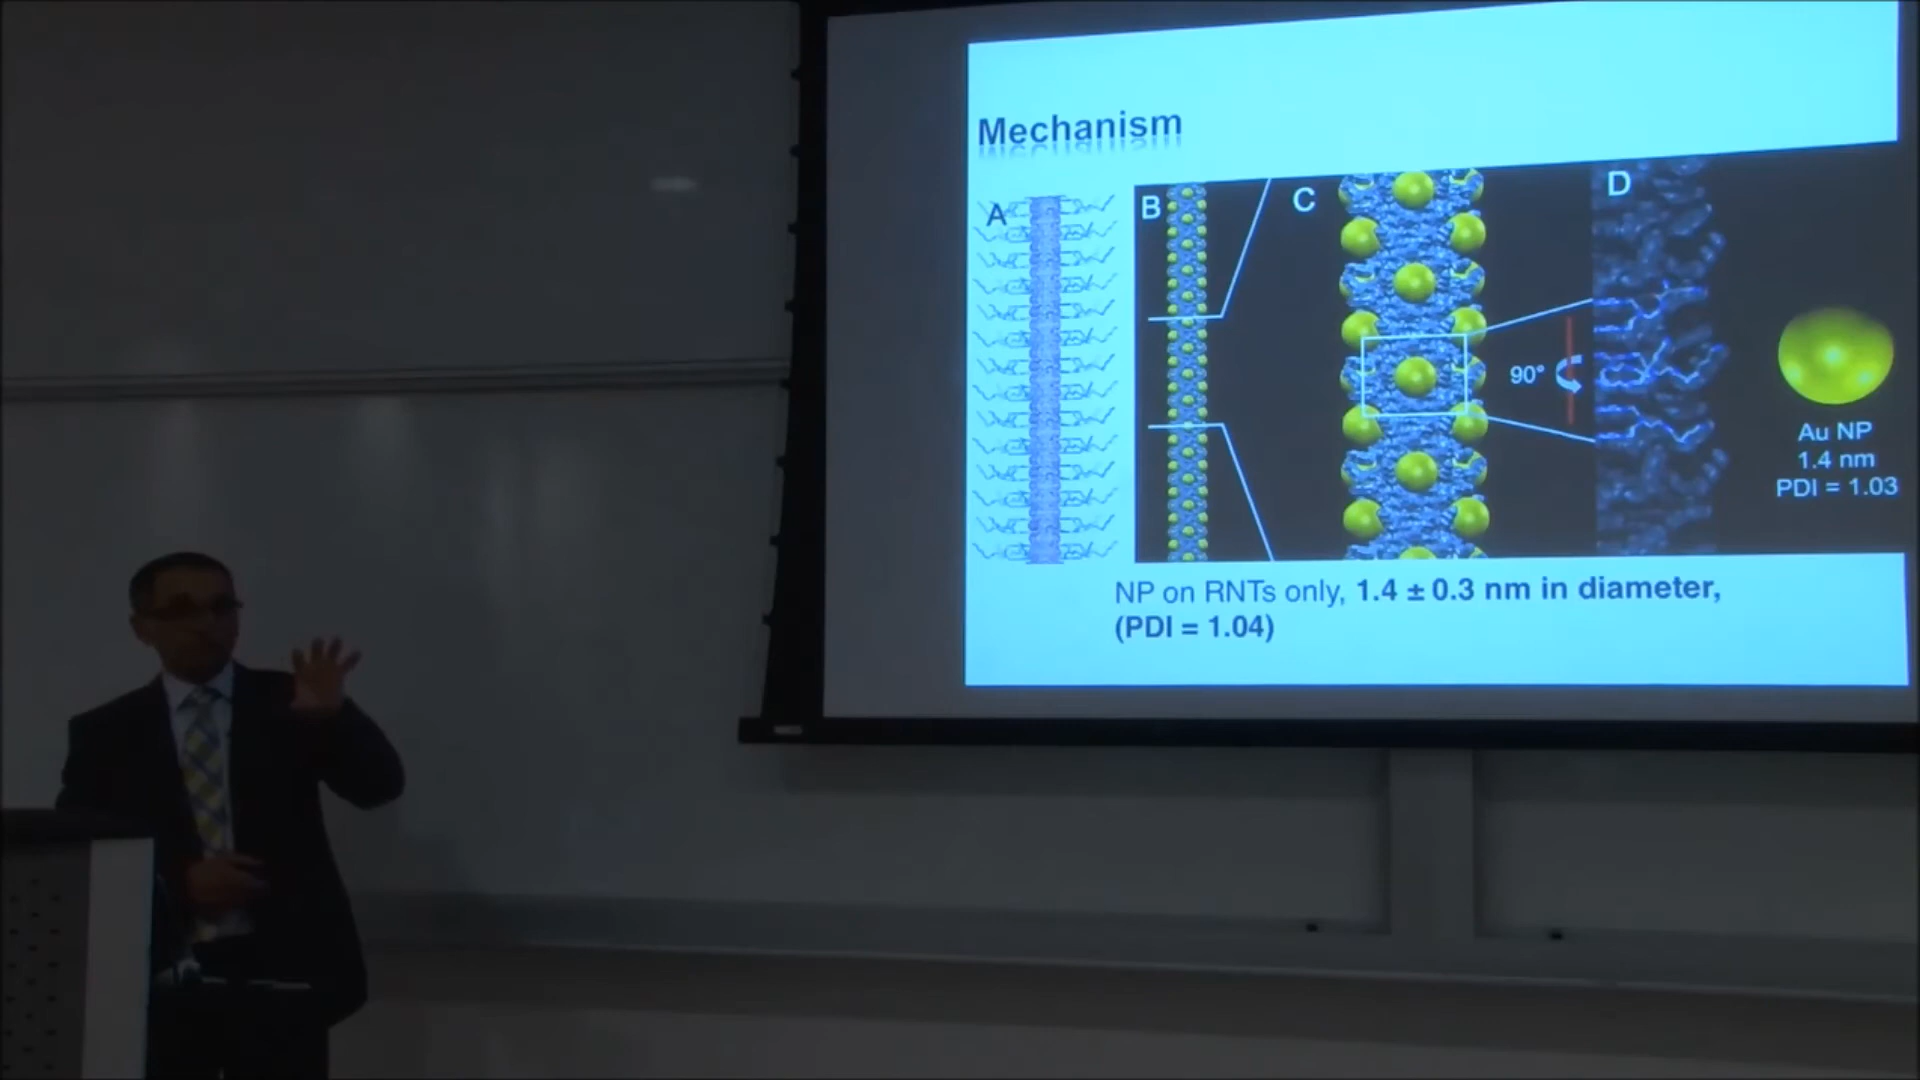 Mechanism
A
B
C
D
90°
Au NP
1.4 nm
PDI = 1.03
NP on RNTs only, 1.4 ± 0.3 nm in diameter,
(PDI = 1.04)